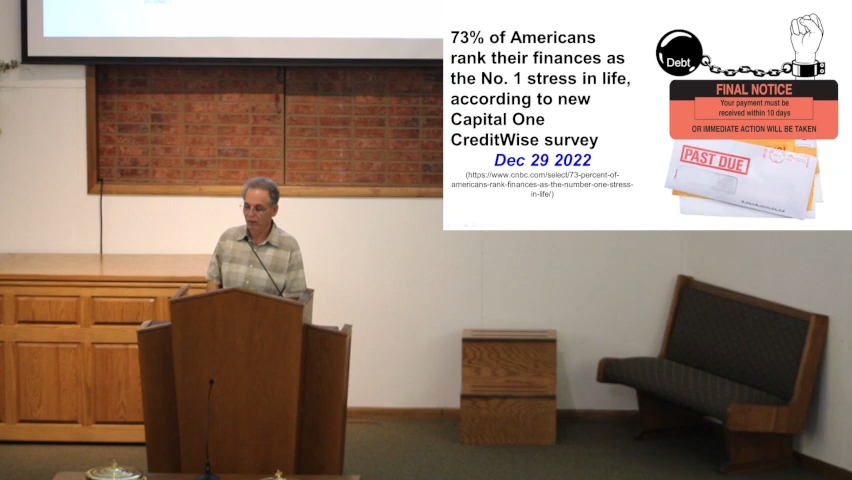 73% of Americans
rank their finances as
the No. 1 stress in life,
according to new
Capital One
CreditWise survey
Dec 29 2022
(https://www.cnbc.com/select/73-percent-of-
americans-rank-finances-as-the-number-one-stress-
in-life/)
Debt
FINAL NOTICE
Your payment must be
received within 10 days
OR IMMEDIATE ACTION WILL BE TAKEN
PAST DUE